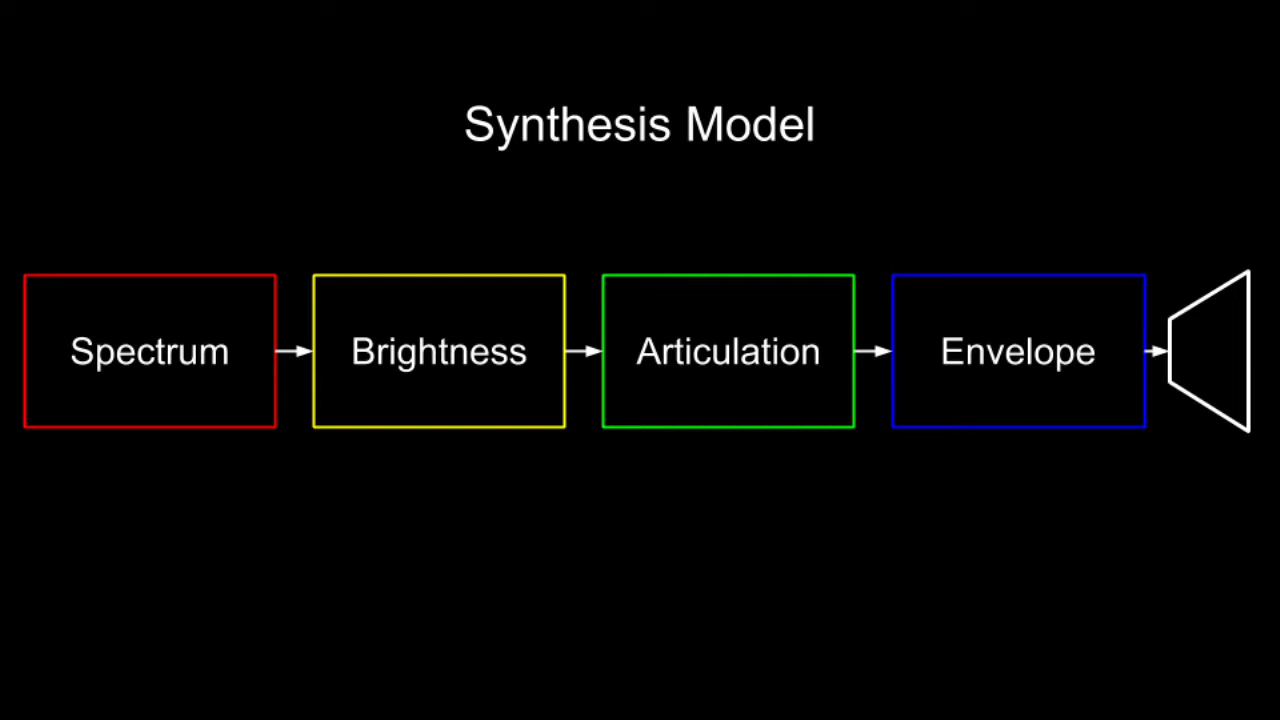 Synthesis Model
Spectrum
Brightness
Articulation
Envelope